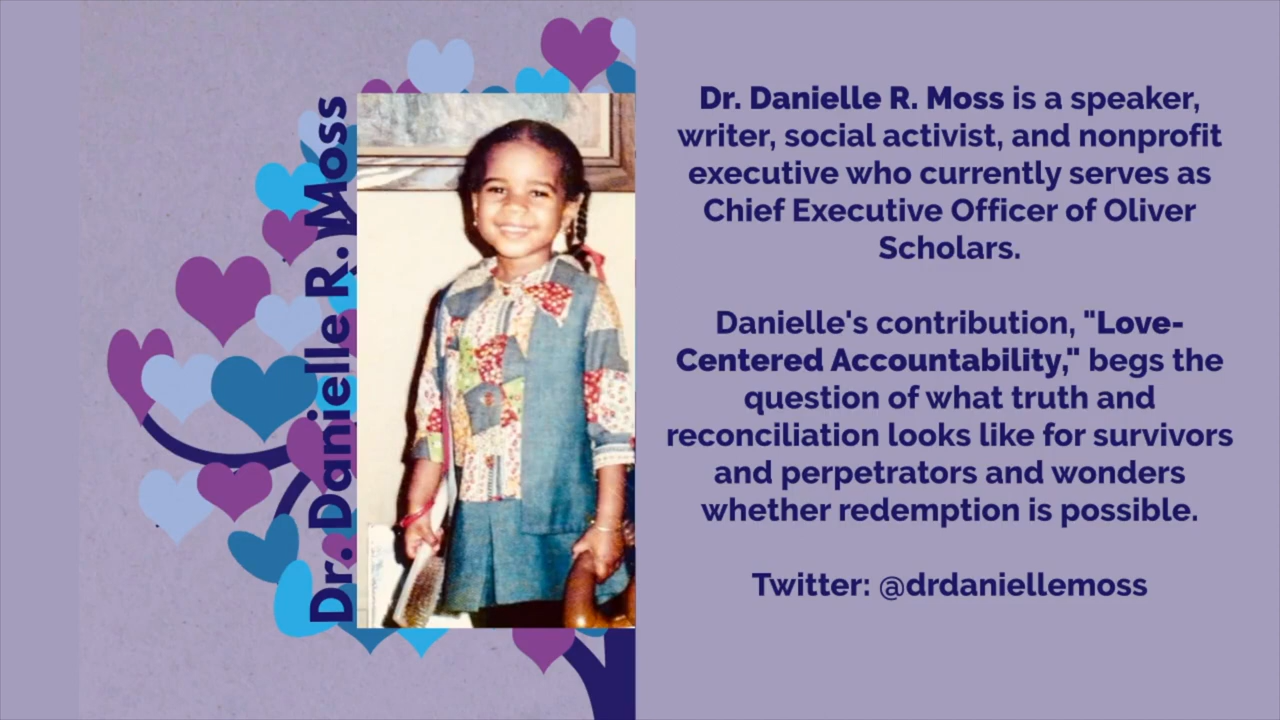 Dr. Danielle R. Moss
Dr. Danielle R. Moss is a speaker,
writer, social activist, and nonprofit
executive who currently serves as
Chief Executive Officer of Oliver
Scholars.
Danielle's contribution, "Love-
Centered Accountability," begs the
question of what truth and
reconciliation looks like for survivors
and perpetrators and wonders
whether redemption is possible.
Twitter: @drdaniellemoss